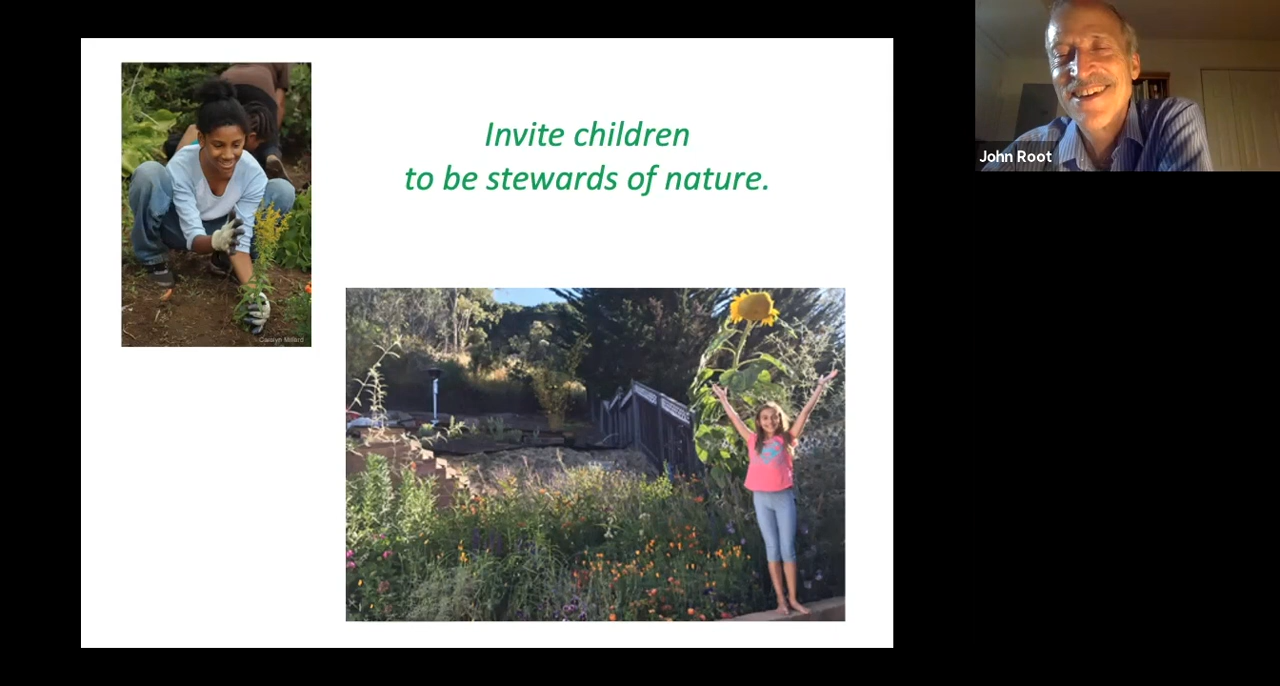 Invite children
to be stewards of nature.
John Root